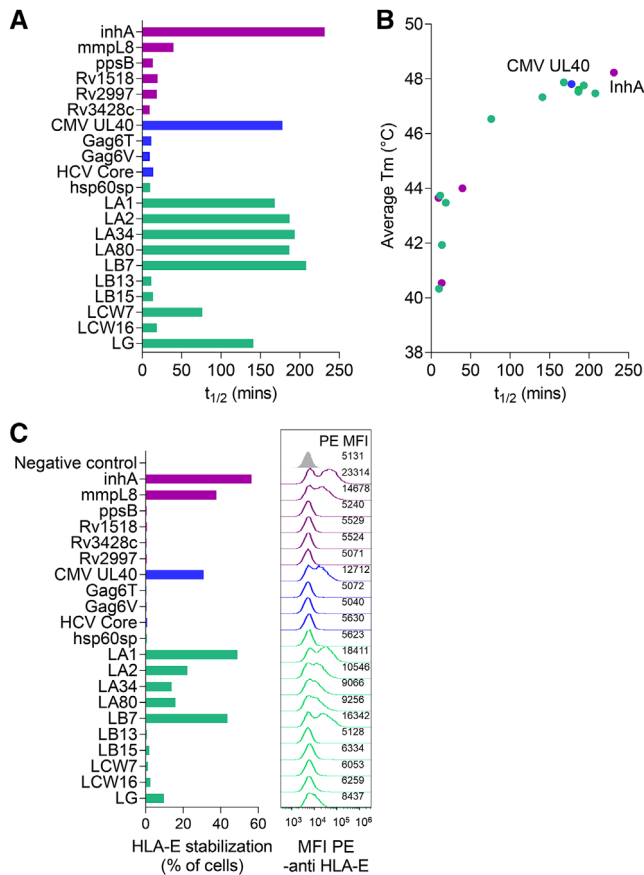 A
inhA
mmpL8
ppsB
Rv1518
Rv2997
Rv3428c
CMV UL40
Gag6T
Gag6V
HCV Core
hsp60sp
LA1
LA2
LA34
LA80
LB7
LB13
LB15
LCW7
LCW16
LG
0 50 100 150 200 250
t1/2 (mins)
B
50
48
46
44
42
40
38
Average Tm (°C)
CMV UL40
InhA
0 50 100 150 200 250
t1/2 (mins)
C
PE MFI
Negative control 5131
inhA 23314
mmpL8 14678
ppsB 5240
Rv1518 5529
Rv3428c 5524
Rv2997 5071
CMV UL40 12712
Gag6T 5072
Gag6V 5040
HCV Core 5630
hsp60sp 5623
LA1 18411
LA2 10546
LA34 9066
LA80 9256
LB7 16342
LB13 5128
LB15 6334
LCW7 6053
LCW16 6259
LG 8437
0 20 40 60
HLA-E stabilization
(% of cells)
10³ 10⁴ 10⁵ 10⁶
MFI PE
-anti HLA-E